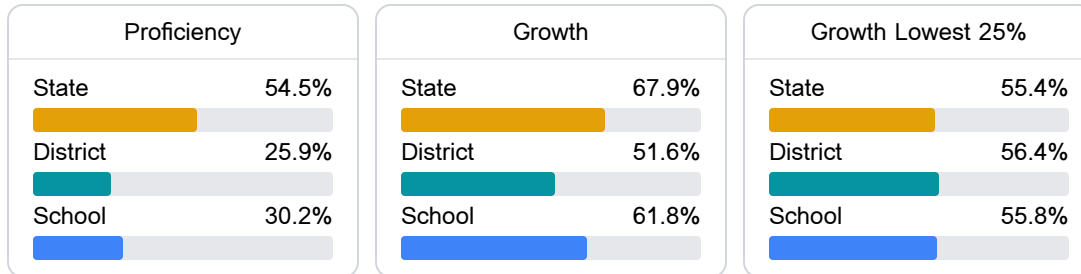 Proficiency
State 54.5%
District 25.9%
School 30.2%
Growth
State 67.9%
District 51.6%
School 61.8%
Growth Lowest 25%
State 55.4%
District 56.4%
School 55.8%